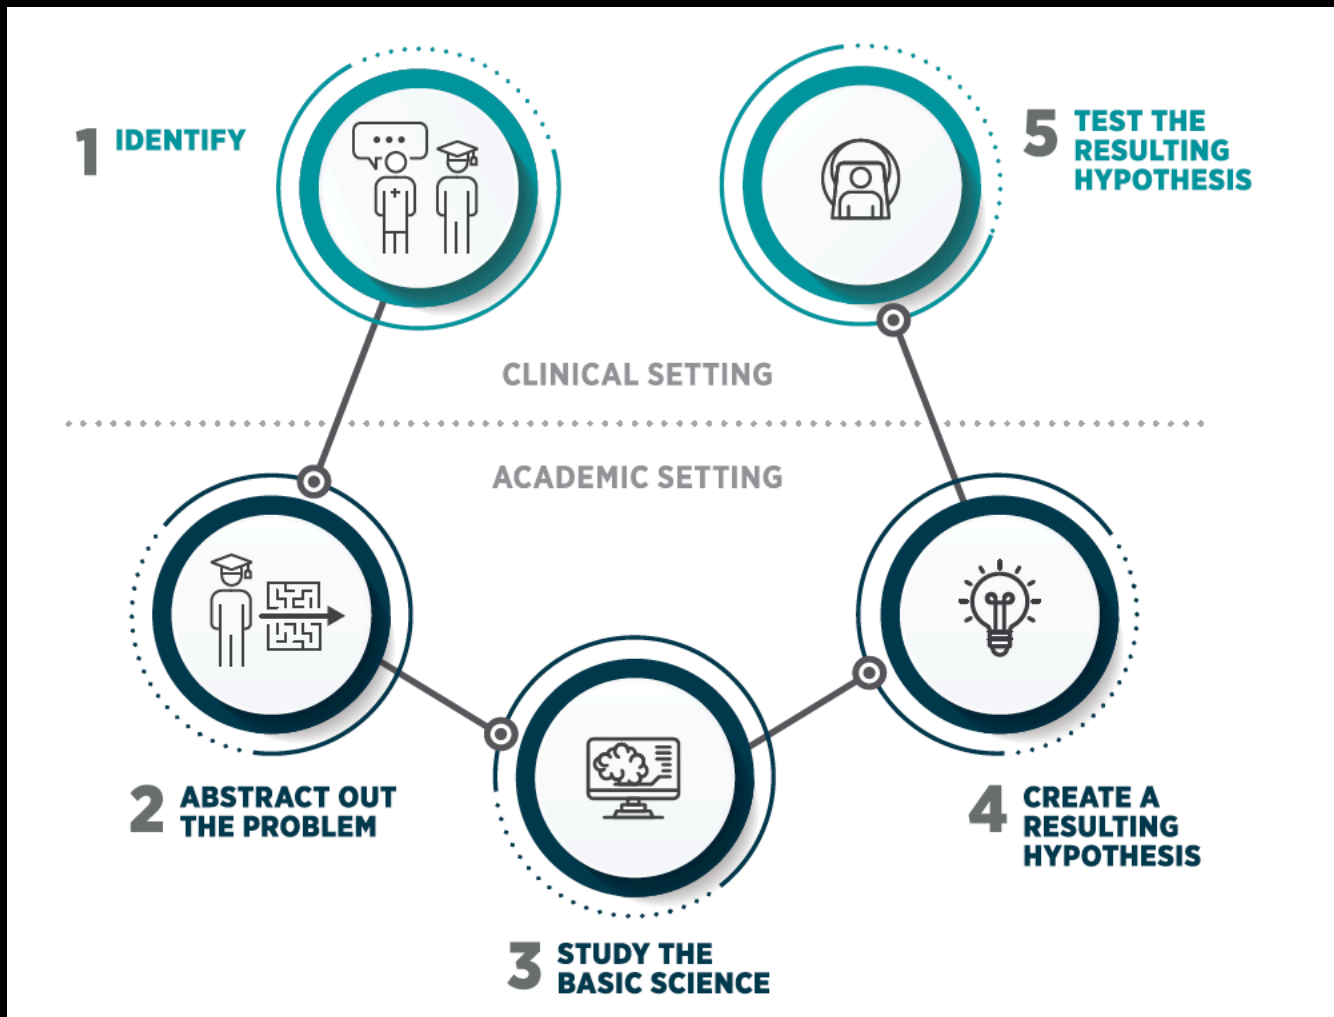 1 IDENTIFY
5 TEST THE
RESULTING
HYPOTHESIS
CLINICAL SETTING
ACADEMIC SETTING
2 ABSTRACT OUT
THE PROBLEM
4 CREATE A
RESULTING
HYPOTHESIS
3 STUDY THE
BASIC SCIENCE